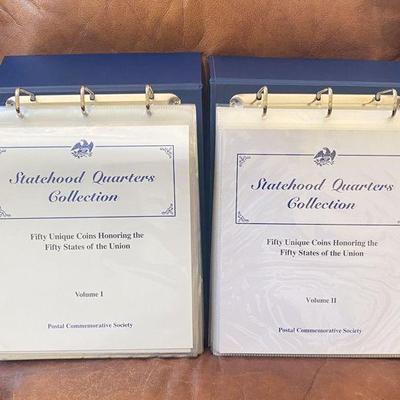 Statehood Quarters
Collection
Fifty Unique Coins Honoring the
Fifty States of the Union
Volume I
Postal Commemorative Society
Statehood Quarters
Collection
Fifty Unique Coins Honoring the
Fifty States of the Union
Volume II
Postal Commemorative Society